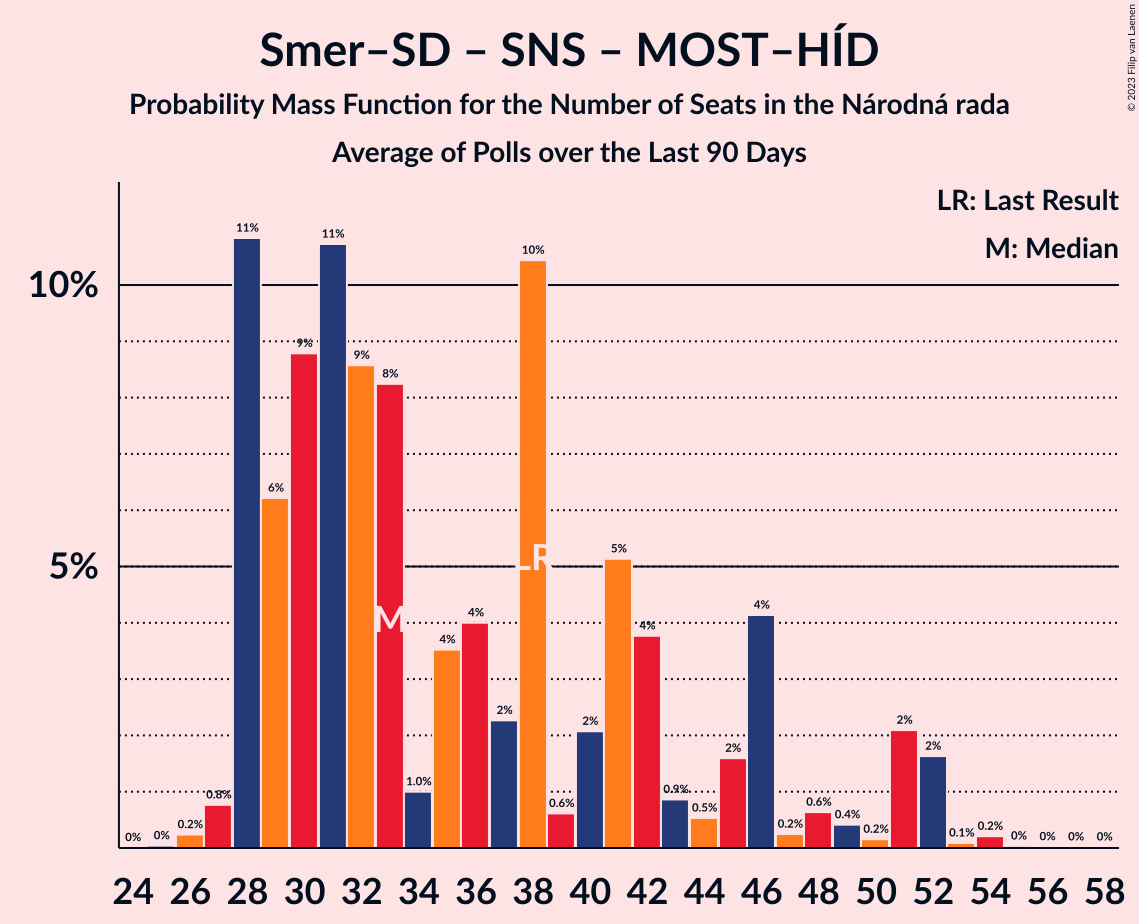 Smer–SD – SNS – MOST–HÍD
Probability Mass Function for the Number of Seats in the Národná rada
Average of Polls over the Last 90 Days
© 2023 Filip van Laenen
LR: Last Result
M: Median
10%
5%
0% 0% 0.2% 0.8% 11% 6% 9% 11% 9% 8% 1.0% 4% 4% 2% 10% 0.6% 2% 5% 4% 0.9% 0.5% 2% 4% 0.2% 0.6% 0.4% 0.2% 2% 2% 0.1% 0.2% 0% 0% 0% 0%
M
LR
24 26 28 30 32 34 36 38 40 42 44 46 48 50 52 54 56 58